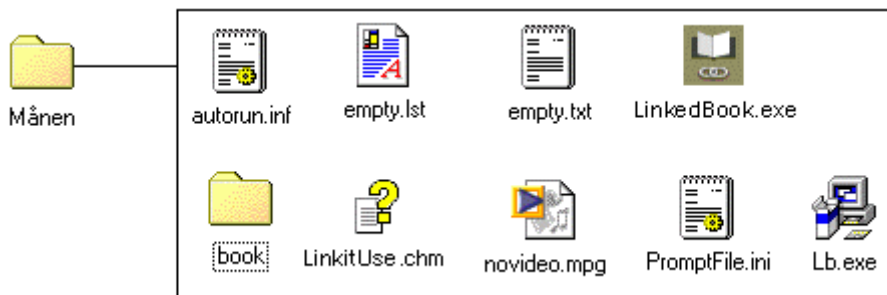 Månen
autorun.inf
empty.lst
empty.txt
LinkedBook.exe
book
LinkitUse.chm
novideo.mpg
PromptFile.ini
Lb.exe